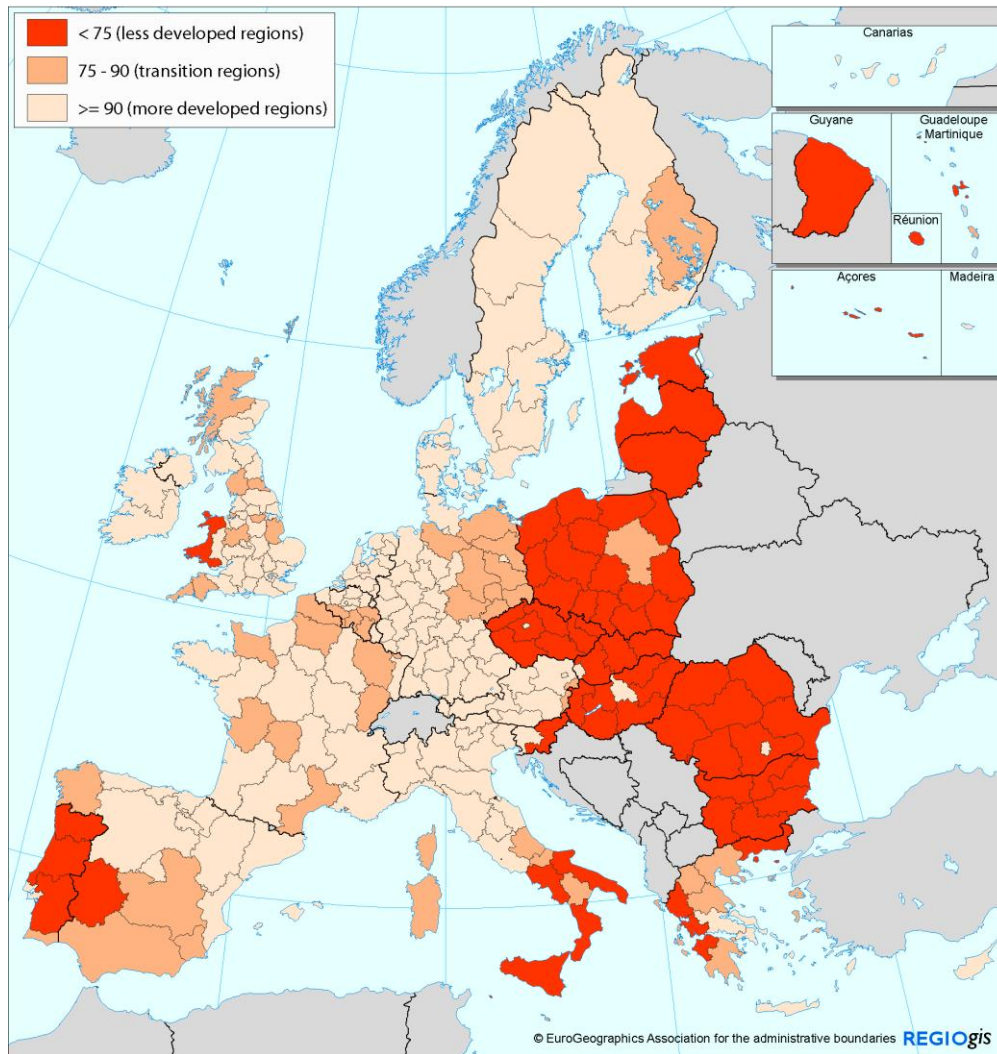 < 75 (less developed regions)
75 - 90 (transition regions)
>= 90 (more developed regions)
Canarias
Guyane
Guadeloupe
Martinique
Réunion
Açores
Madeira
© EuroGeographics Association for the administrative boundaries REGIOgis